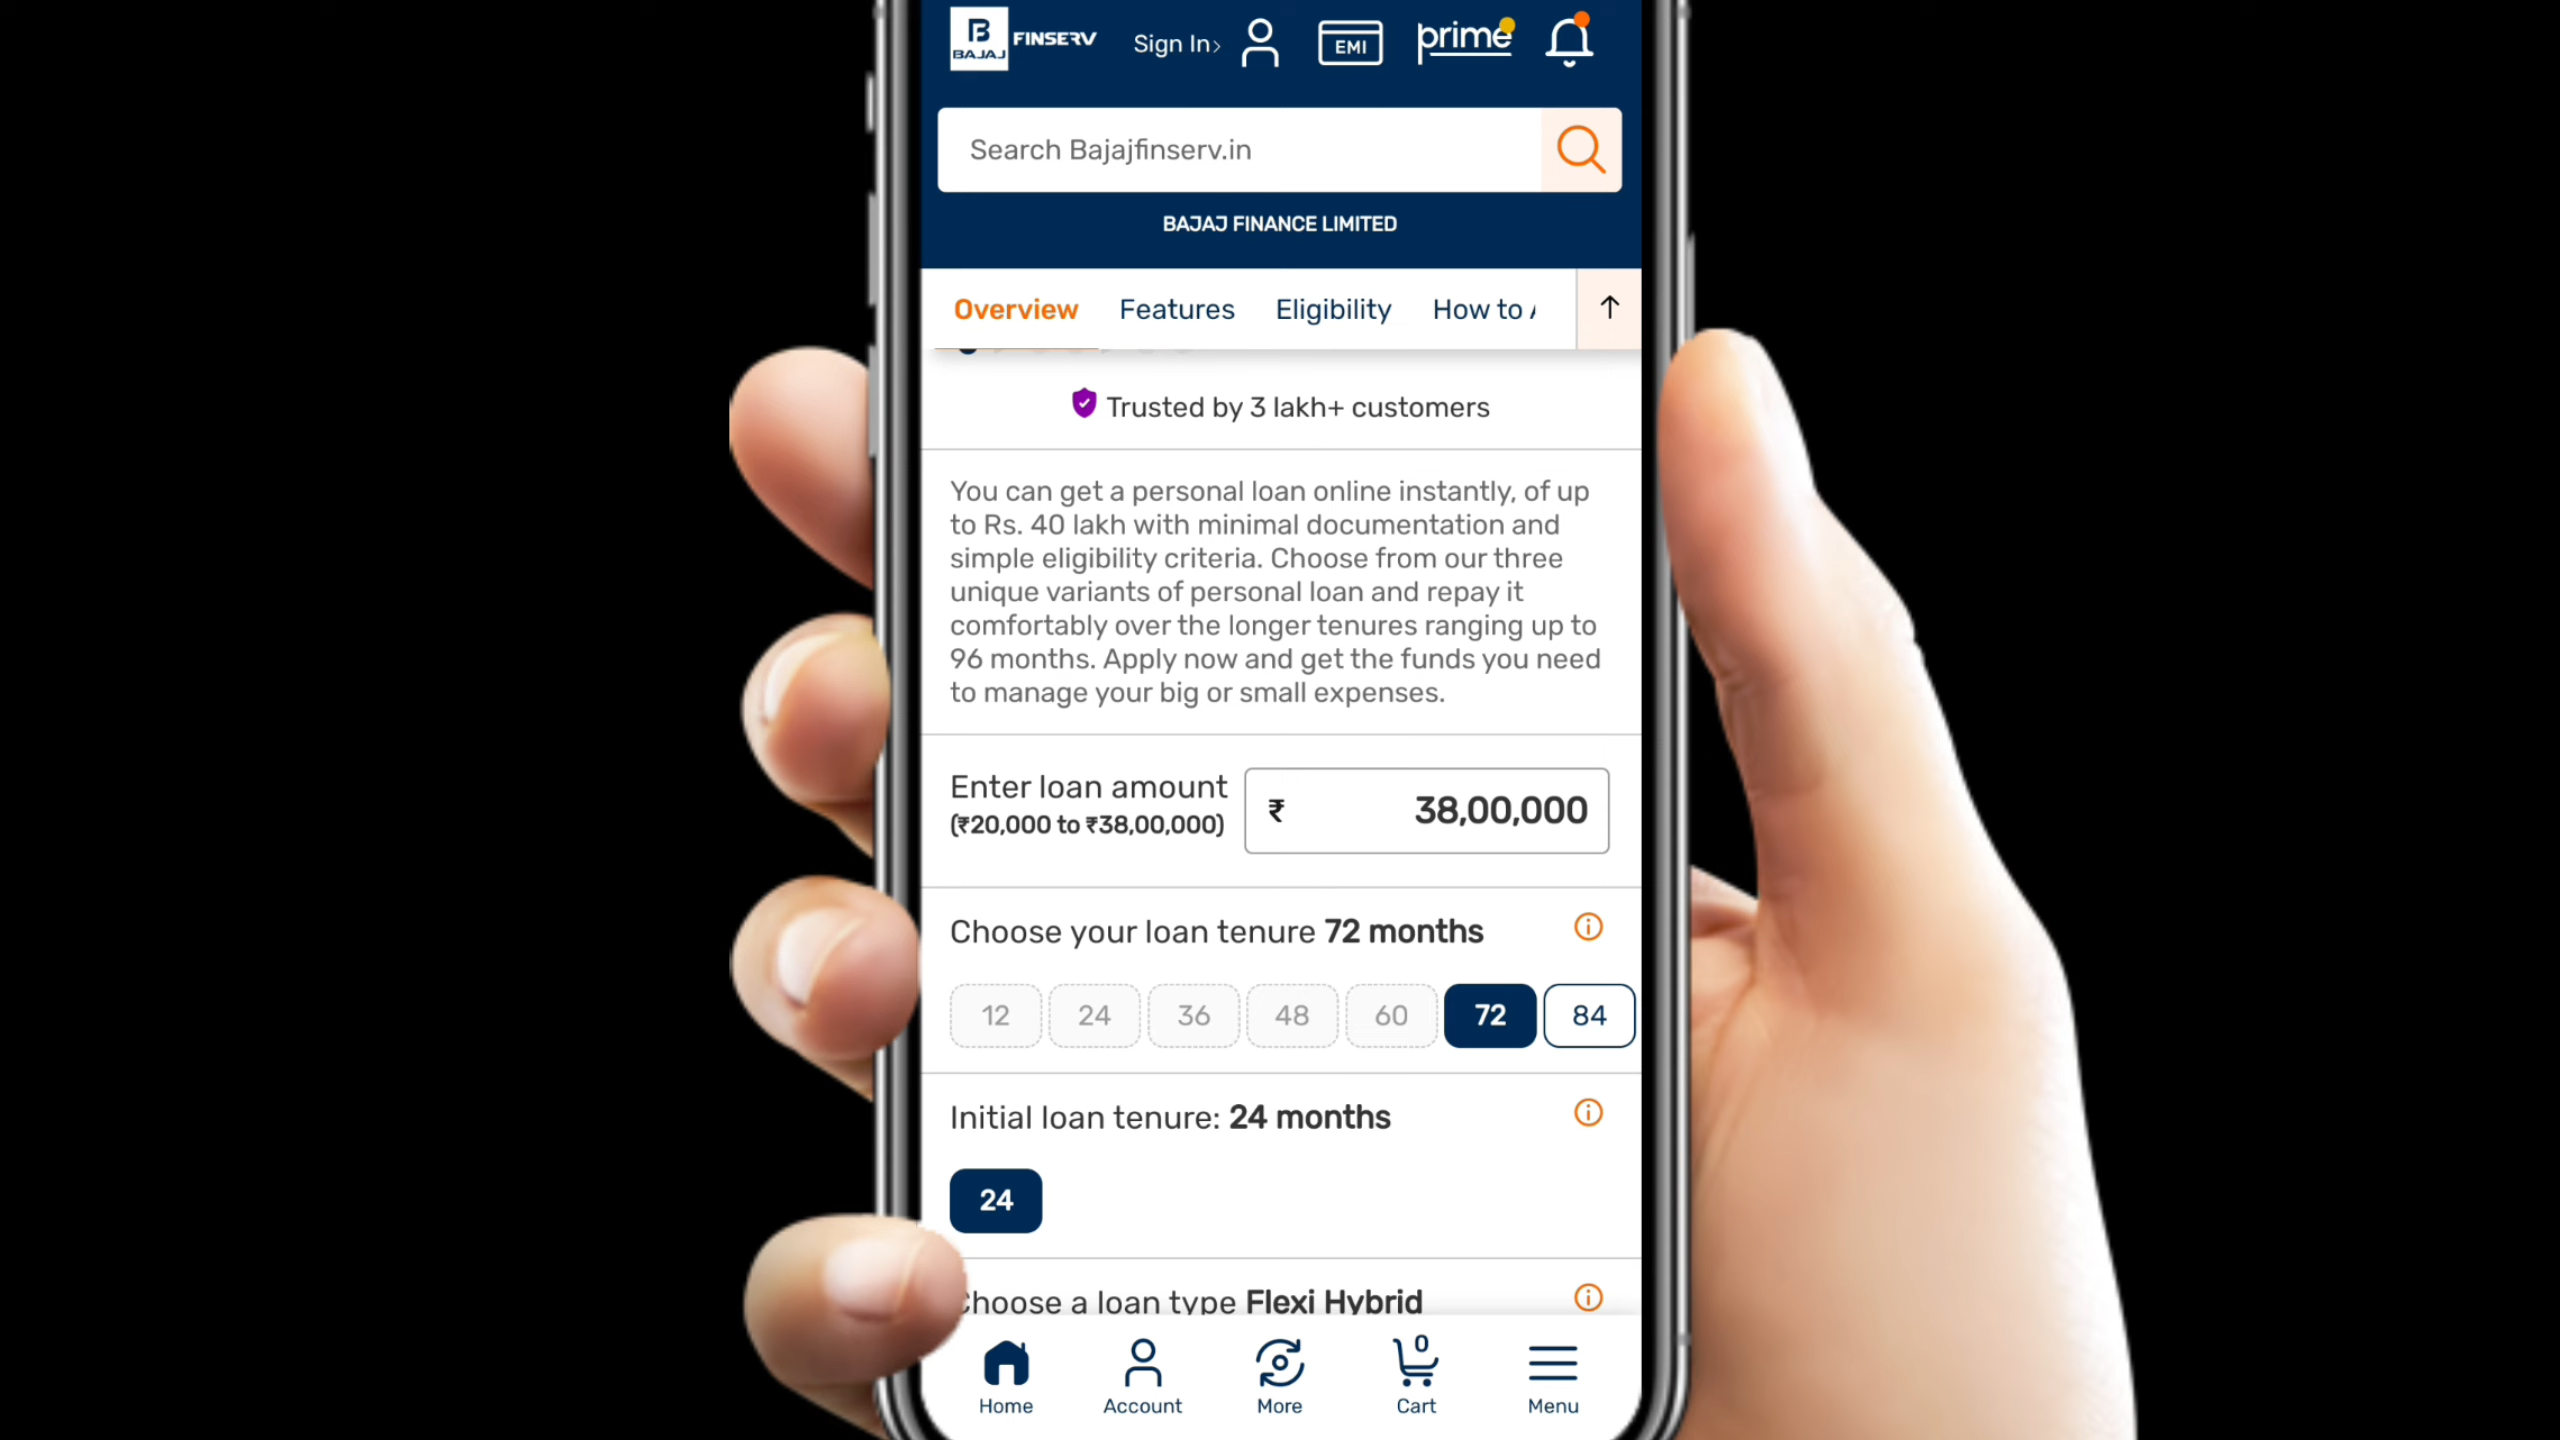 BAJAJ
FINSERV
Sign In
EMI
prime
Search Bajajfinserv.in
BAJAJ FINANCE LIMITED
Overview Features Eligibility How to
Trusted by 3 lakh+ customers
You can get a personal loan online instantly, of up
to Rs. 40 lakh with minimal documentation and
simple eligibility criteria. Choose from our three
unique variants of personal loan and repay it
comfortably over the longer tenures ranging up to
96 months. Apply now and get the funds you need
to manage your big or small expenses.
Enter loan amount
(₹20,000 to ₹38,00,000)
₹ 38,00,000
Choose your loan tenure 72 months
12 24 36 48 60 72 84
Initial loan tenure: 24 months
24
Choose a loan type Flexi Hybrid
0
Home Account More Cart Menu